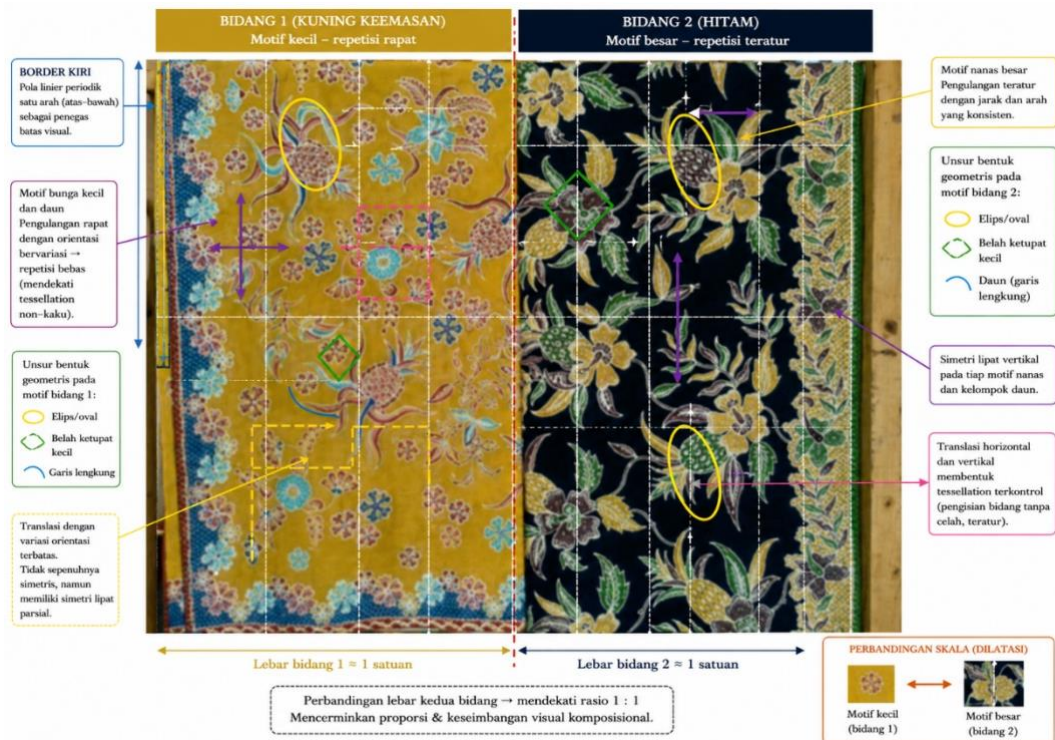 BIDANG 1 (KUNING KEEMASAN)
Motif kecil – repetisi rapat
BIDANG 2 (HITAM)
Motif besar – repetisi teratur
BORDER KIRI
Pola linier periodik
satu arah (atas–bawah)
sebagai penegas
batas visual.
Motif bunga kecil
dan daun
Pengulangan rapat
dengan orientasi
bervariasi →
repetisi bebas
(mendekati
tessellation
non–kaku).
Unsur bentuk
geometris pada
motif bidang 1:
Elips/oval
Belah ketupat
kecil
Garis lengkung
Translasi dengan
variasi orientasi
terbatas.
Tidak sepenuhnya
simetris, namun
memiliki simetri lipat
parsial.
Motif nanas besar
Pengulangan teratur
dengan jarak dan arah
yang konsisten.
Unsur bentuk
geometris pada
motif bidang 2:
Elips/oval
Belah ketupat
kecil
Daun (garis
lengkung)
Simetri lipat vertikal
pada tiap motif nanas
dan kelompok daun.
Translasi horizontal
dan vertikal
membentuk
tessellation terkontrol
(pengisian bidang tanpa
celah, teratur).
Lebar bidang 1 ≈ 1 satuan
Lebar bidang 2 ≈ 1 satuan
Perbandingan lebar kedua bidang → mendekati rasio 1 : 1
Mencerminkan proporsi & keseimbangan visual komposisional.
PERBANDINGAN SKALA (DILATASI)
Motif kecil
(bidang 1)
Motif besar
(bidang 2)